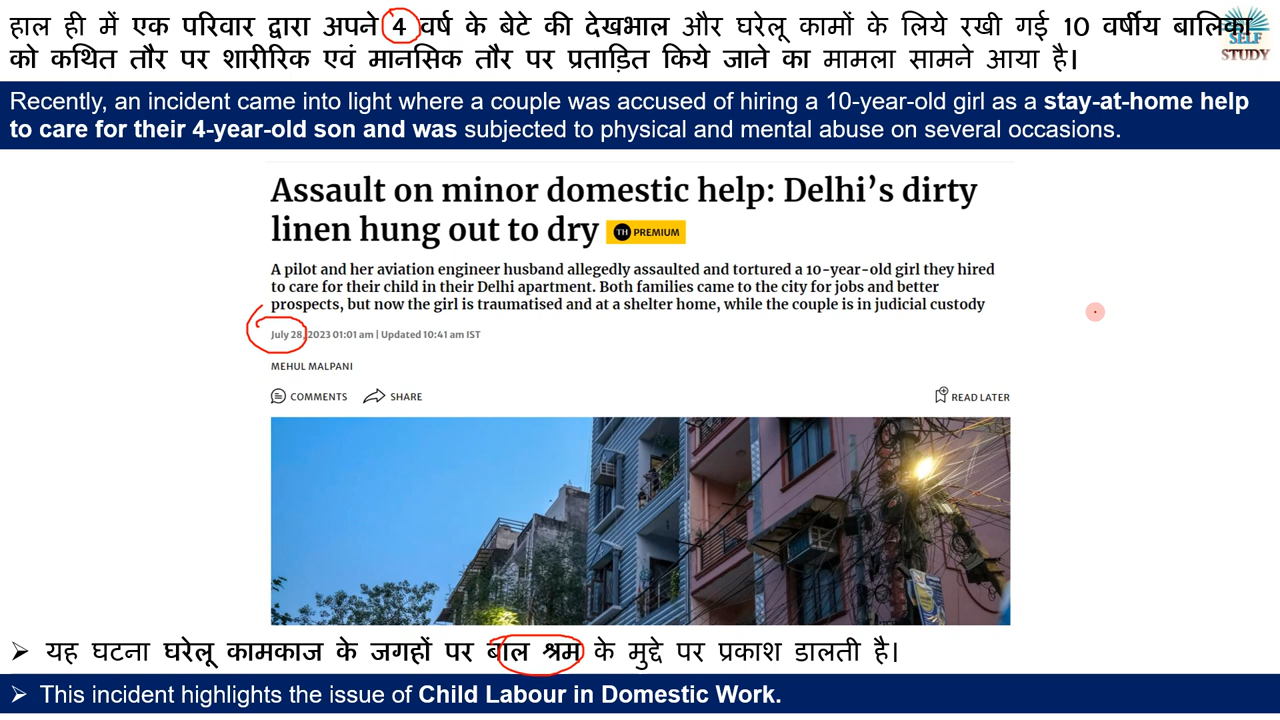 हाल ही में एक परिवार द्वारा अपने 4 वर्ष के बेटे की देखभाल और घरेलू कामों के लिये रखी गई 10 वर्षीय बालिका
को कथित तौर पर शारीरिक एवं मानसिक तौर पर प्रताड़ित किये जाने का मामला सामने आया है।
SELF
STUDY
Recently, an incident came into light where a couple was accused of hiring a 10-year-old girl as a stay-at-home help
to care for their 4-year-old son and was subjected to physical and mental abuse on several occasions.
Assault on minor domestic help: Delhi’s dirty
linen hung out to dry TH PREMIUM
A pilot and her aviation engineer husband allegedly assaulted and tortured a 10-year-old girl they hired
to care for their child in their Delhi apartment. Both families came to the city for jobs and better
prospects, but now the girl is traumatised and at a shelter home, while the couple is in judicial custody
July 28, 2023 01:01 am | Updated 10:41 am IST
MEHUL MALPANI
COMMENTS SHARE READ LATER
➤ यह घटना घरेलू कामकाज के जगहों पर बाल श्रम के मुद्दे पर प्रकाश डालती है।
➤ This incident highlights the issue of Child Labour in Domestic Work.